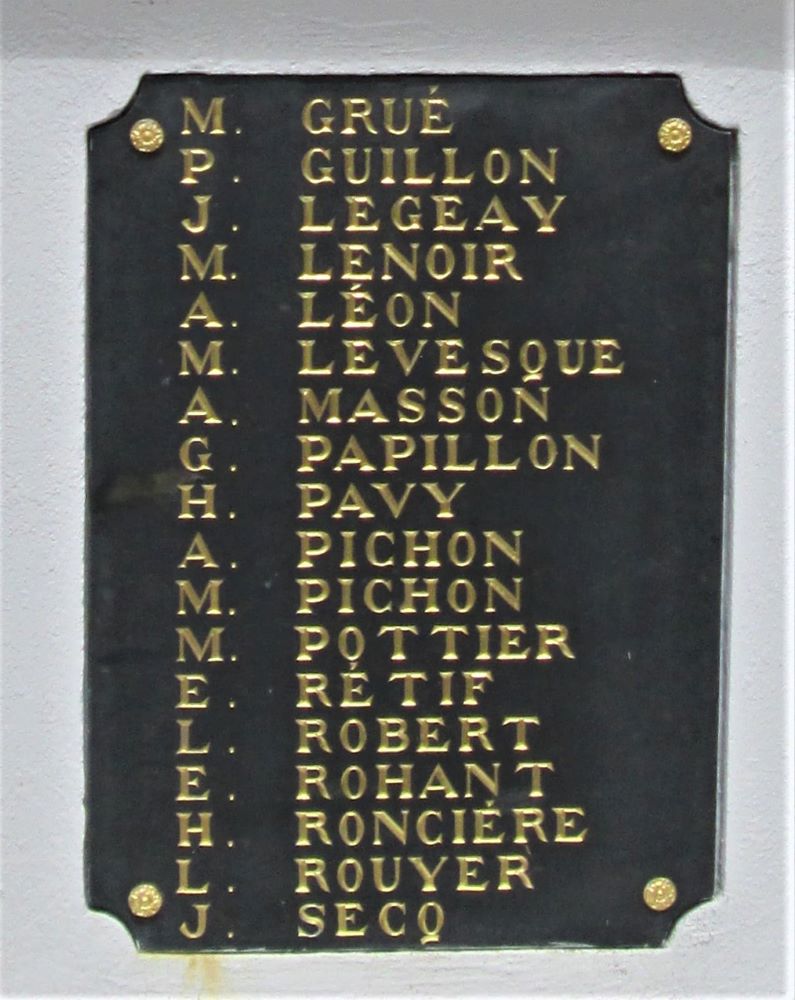 M. GRUÉ
P. GUILLON
J. LEGEAY
M. LENOIR
A. LÉON
M. LEVESQUE
A. MASSON
G. PAPILLON
H. PAVY
A. PICHON
M. PICHON
M. POTTIER
E. RÉTIF
L. ROBERT
E. ROHANT
H. RONCIÉRE
L. ROUYER
J. SECQ